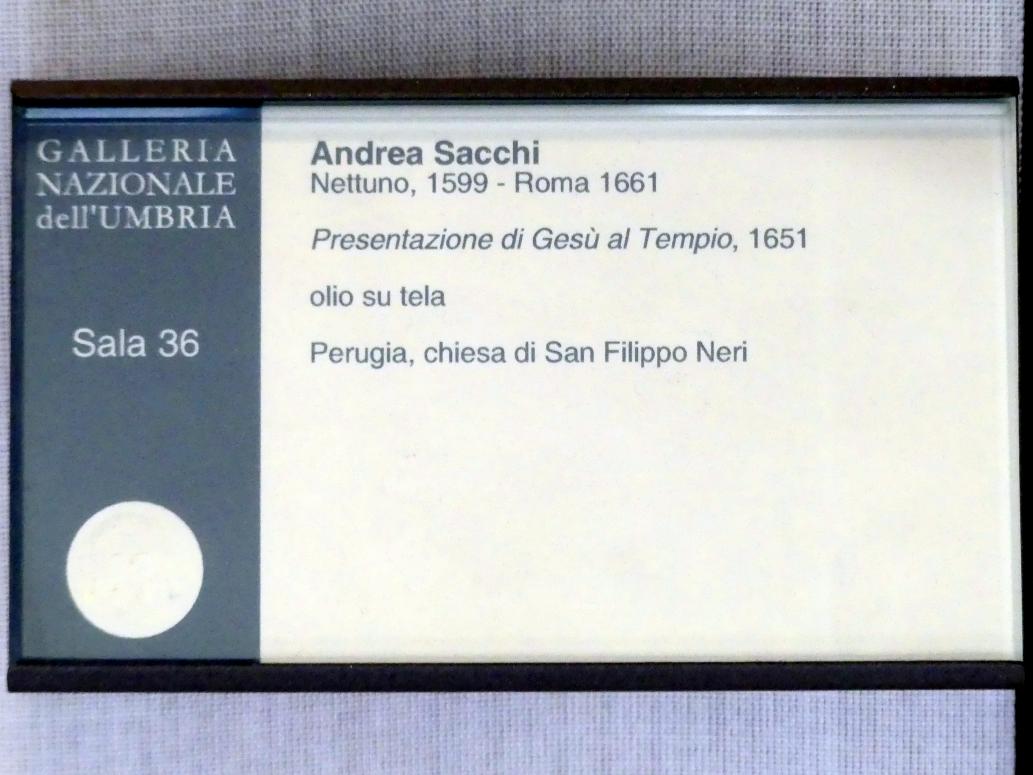 GALLERIA
NAZIONALE
dell'UMBRIA
Sala 36
Andrea Sacchi
Nettuno, 1599 - Roma 1661
Presentazione di Gesù al Tempio, 1651
olio su tela
Perugia, chiesa di San Filippo Neri